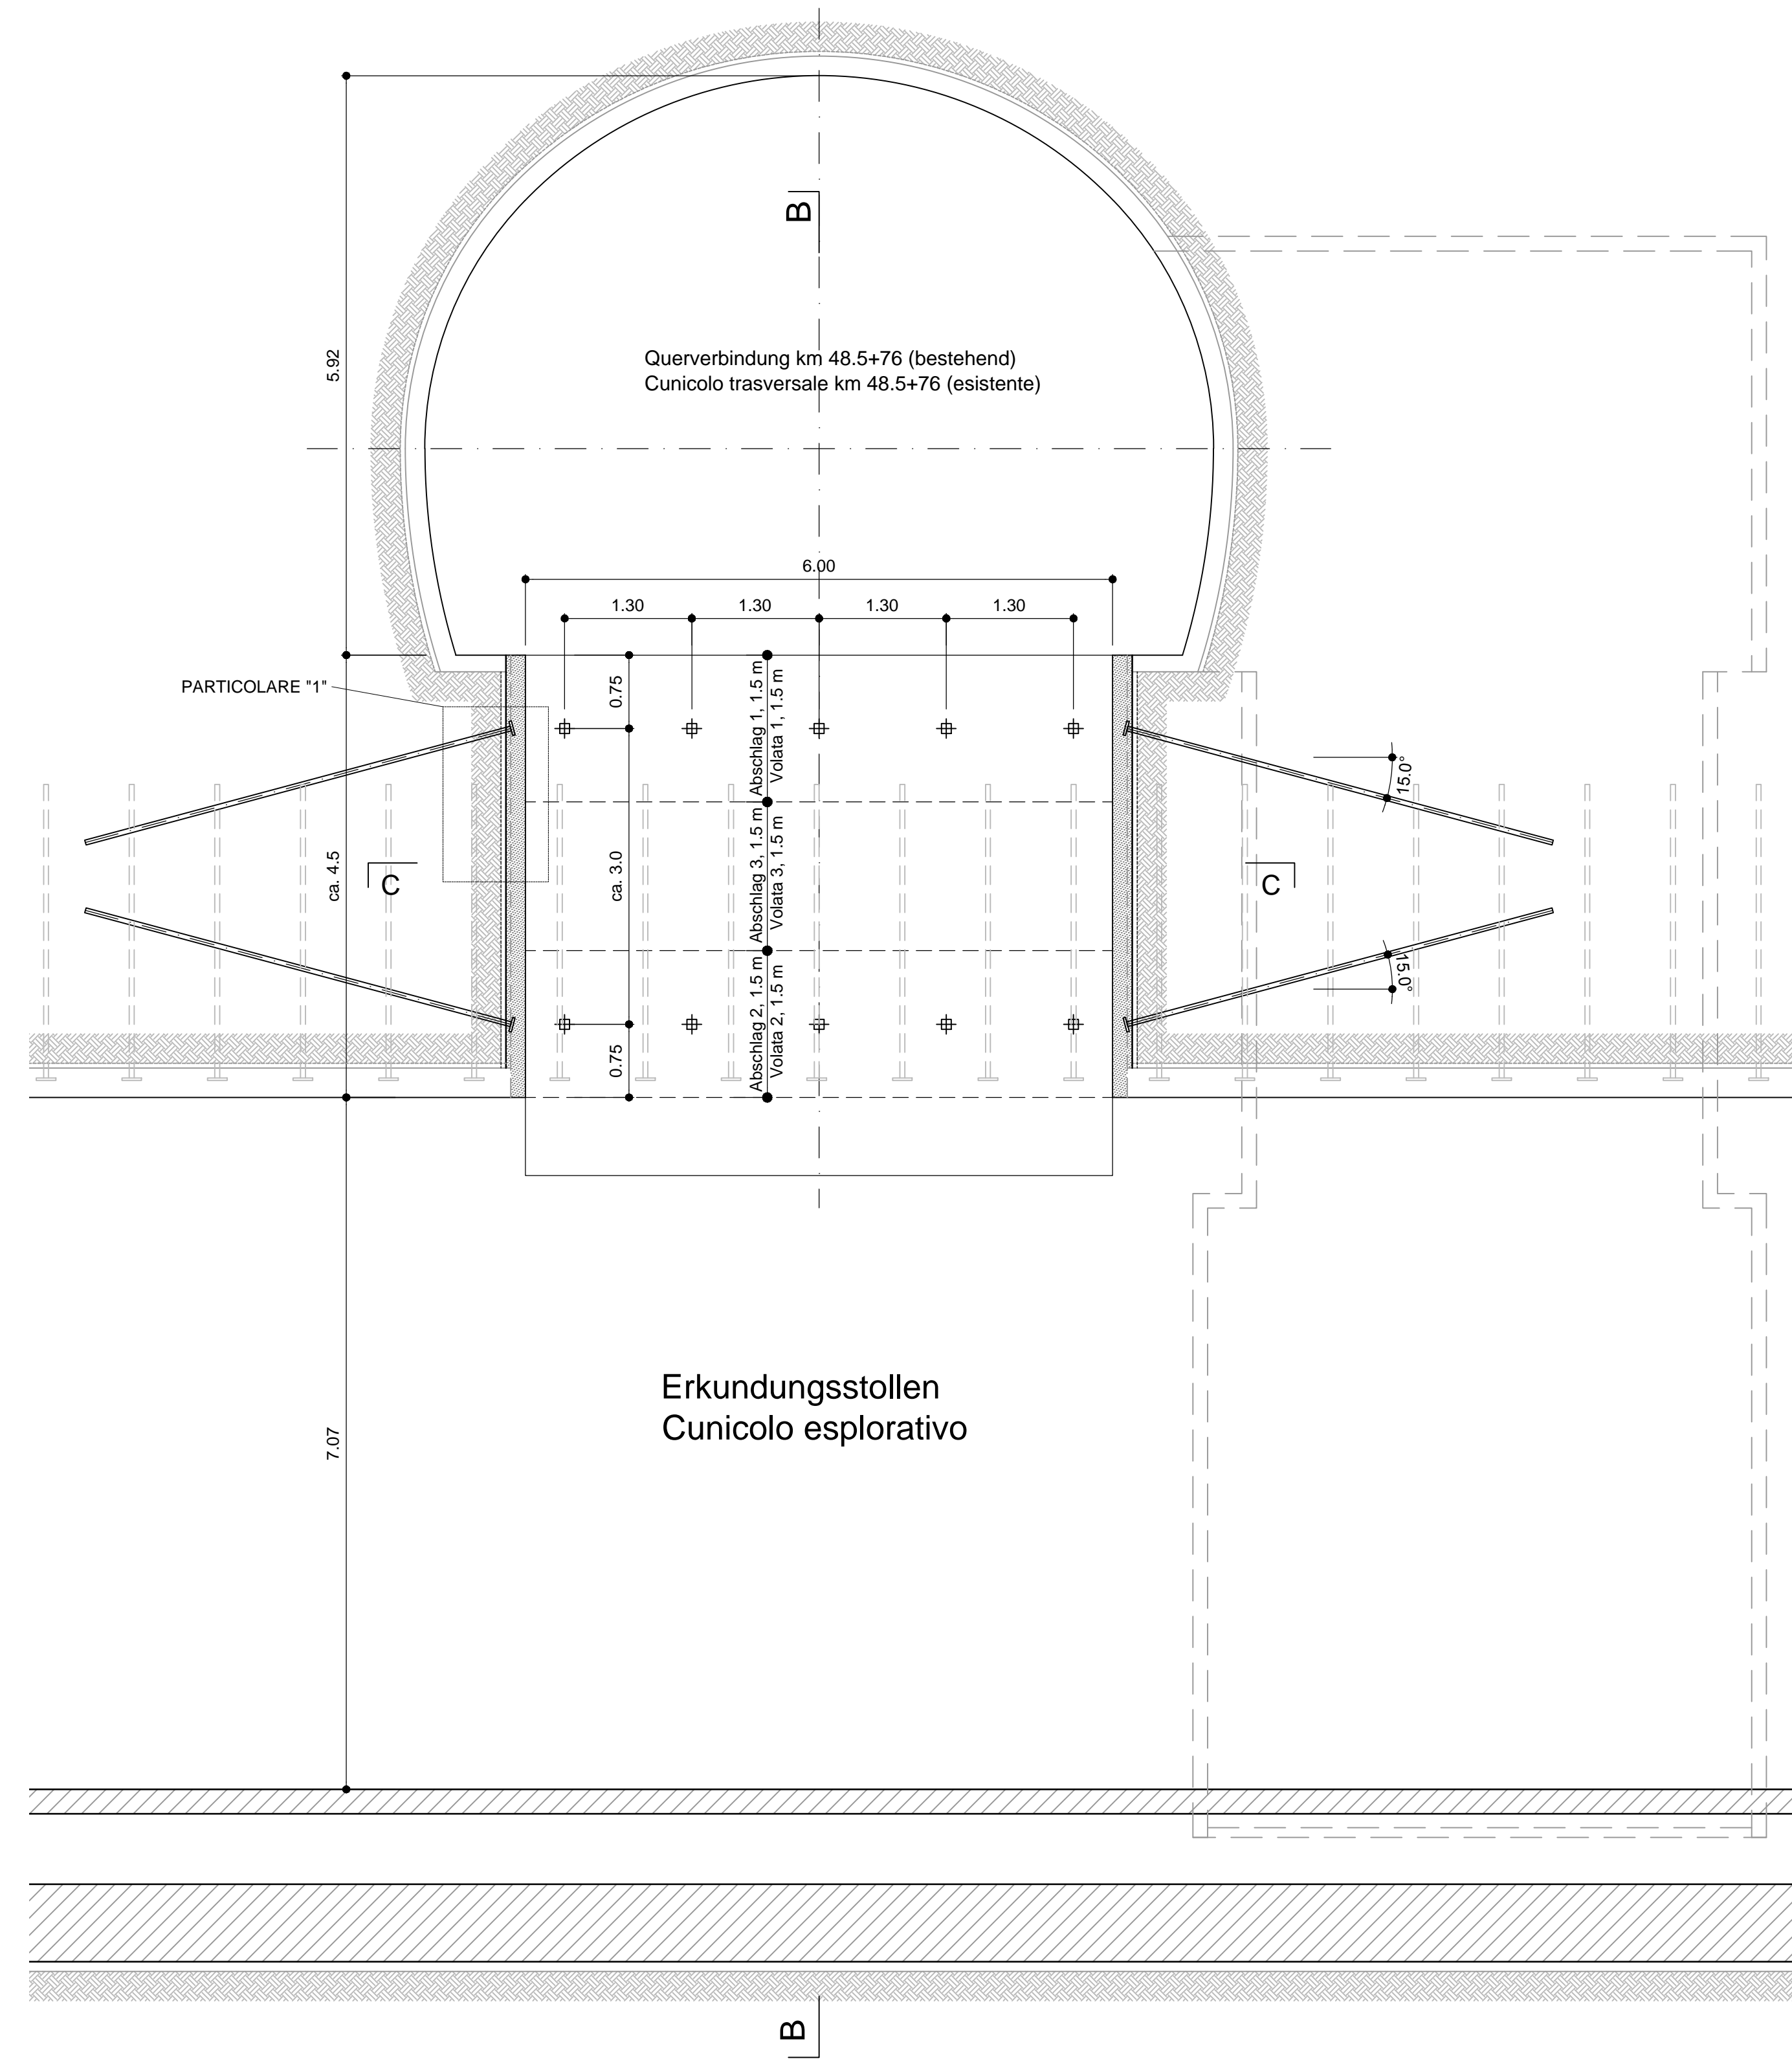 B
5.92
Querverbindung km 48.5+76 (bestehend)
Cunicolo trasversale km 48.5+76 (esistente)
6.00
1.30
1.30
1.30
1.30
PARTICOLARE "1"
0.75
Abschlag 1, 1.5 m
Volata 1, 1.5 m
15.0°
ca. 4.5
C
ca. 3.0
Abschlag 3, 1.5 m
Volata 3, 1.5 m
C
15.0°
0.75
Abschlag 2, 1.5 m
Volata 2, 1.5 m
Erkundungsstollen
Cunicolo esplorativo
7.07
B